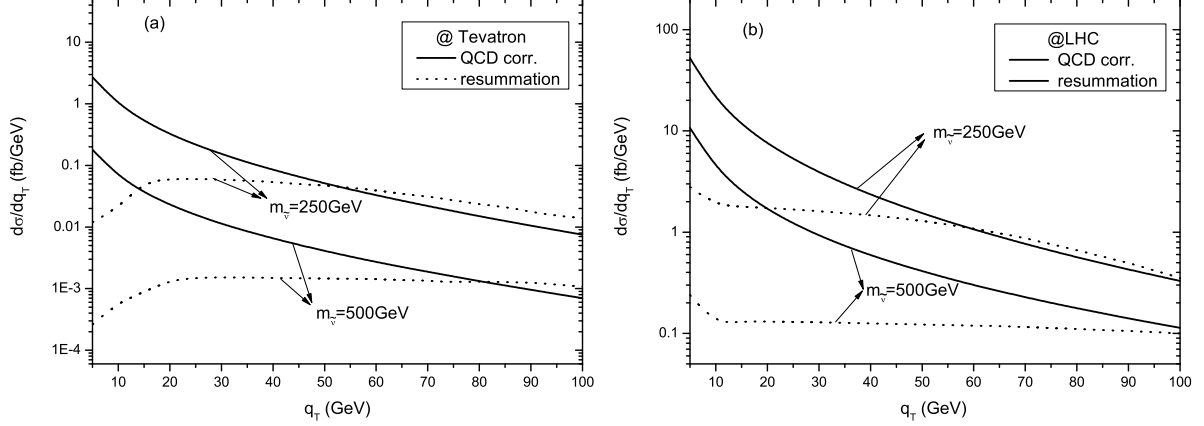 (a)
@ Tevatron
QCD corr.
resummation
10
1
0.1
0.01
1E-3
1E-4
dσ/dq_T (fb/GeV)
m_ν̃=250GeV
m_ν̃=500GeV
10 20 30 40 50 60 70 80 90 100
q_T (GeV)
(b)
@LHC
QCD corr.
resummation
100
10
1
0.1
dσ/dq_T (fb/GeV)
m_ν̃=250GeV
m_ν̃=500GeV
10 20 30 40 50 60 70 80 90 100
q_T (GeV)